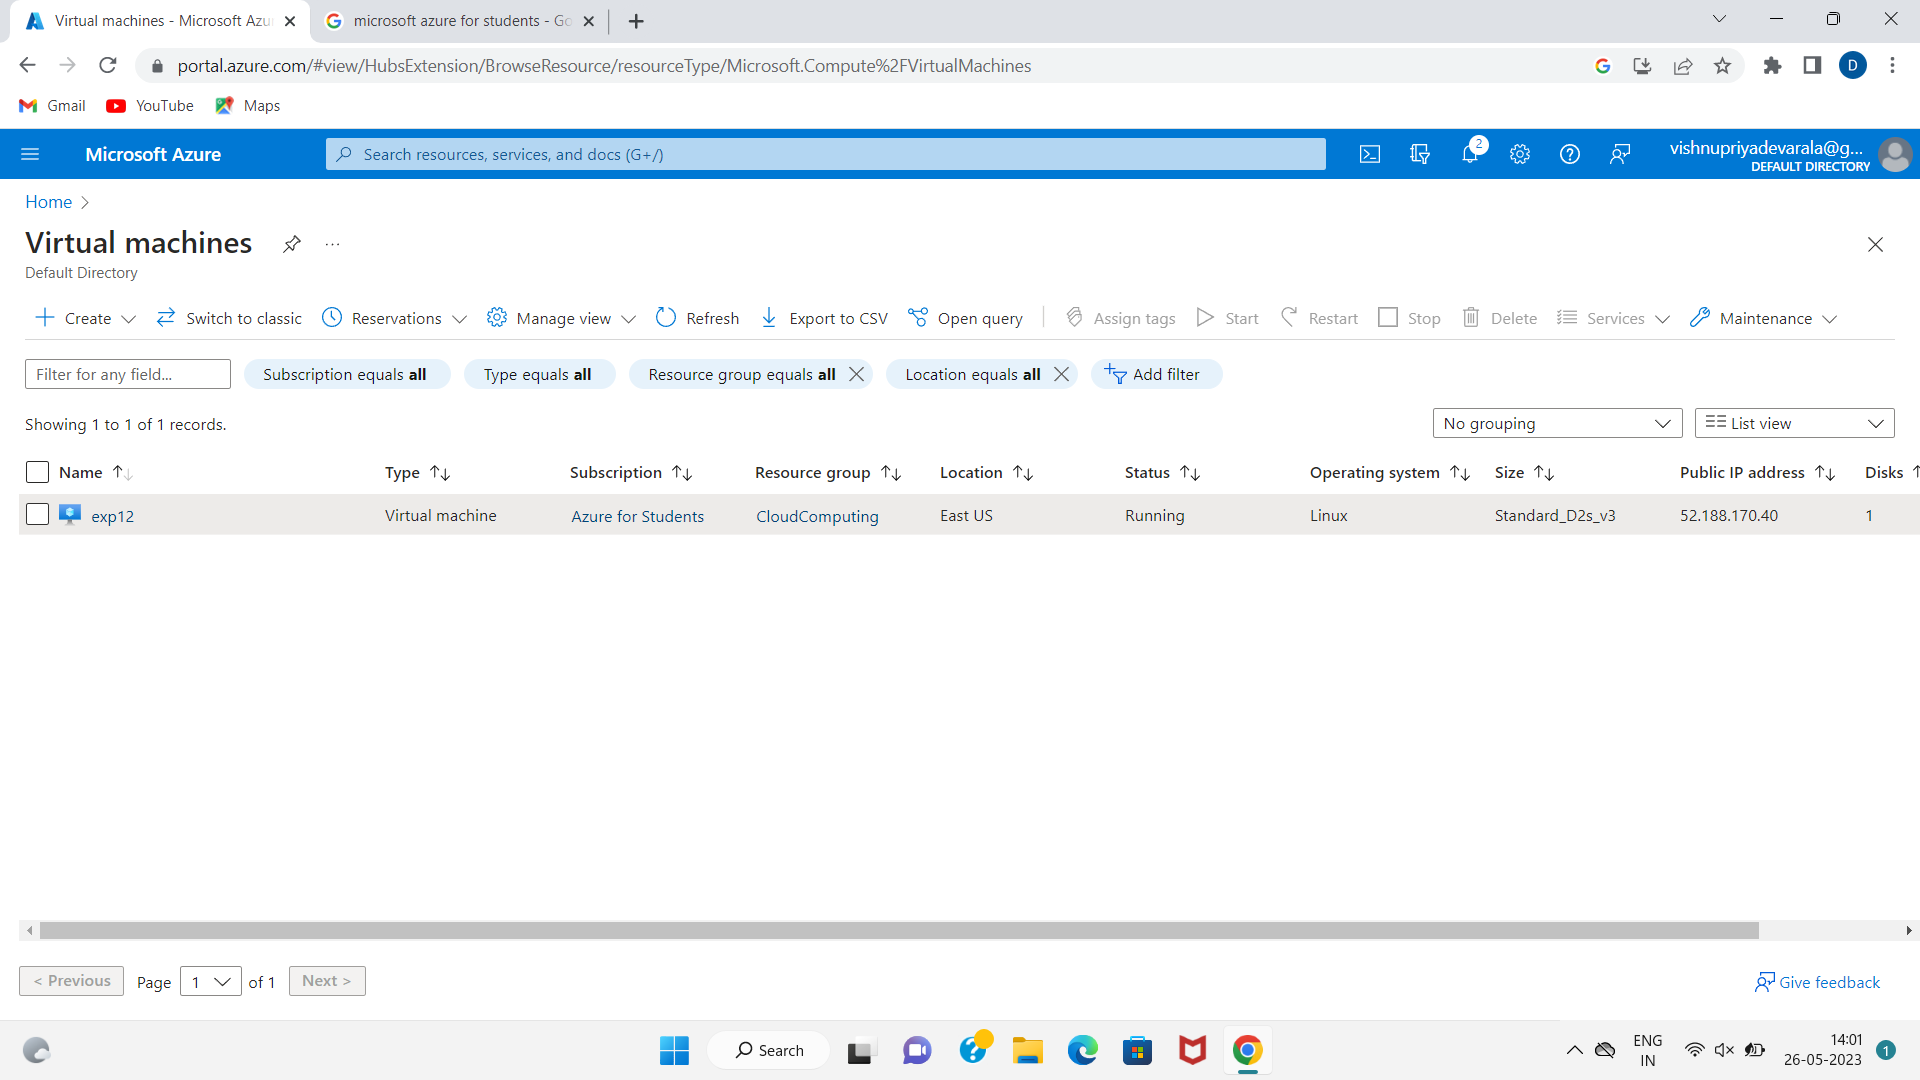 Virtual machines - Microsoft Azu
microsoft azure for students - Go
portal.azure.com/#view/HubsExtension/BrowseResource/resourceType/Microsoft.Compute%2FVirtualMachines
D
Gmail YouTube Maps
Microsoft Azure
Search resources, services, and docs (G+/)
2
vishnupriyadevarala@g...
DEFAULT DIRECTORY
Home
Virtual machines ...
Default Directory
Create Switch to classic Reservations Manage view Refresh Export to CSV Open query Assign tags Start Restart Stop Delete Services Maintenance
Filter for any field... Subscription equals all Type equals all Resource group equals all Location equals all Add filter
Showing 1 to 1 of 1 records. No grouping List view
Name Type Subscription Resource group Location Status Operating system Size Public IP address Disks
exp12 Virtual machine Azure for Students CloudComputing East US Running Linux Standard_D2s_v3 52.188.170.40 1
< Previous Page 1 of 1 Next > Give feedback
Search
ENG
IN
14:01
26-05-2023
1